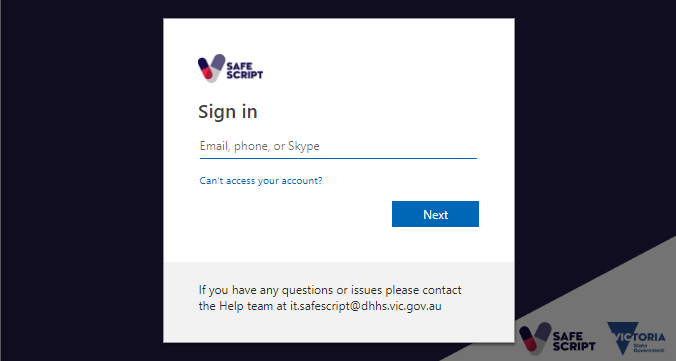 SAFE
SCRIPT
Sign in
Email, phone, or Skype
Can't access your account?
Next
If you have any questions or issues please contact
the Help team at it.safescript@dhhs.vic.gov.au
SAFE
SCRIPT
VICTORIA
State
Government